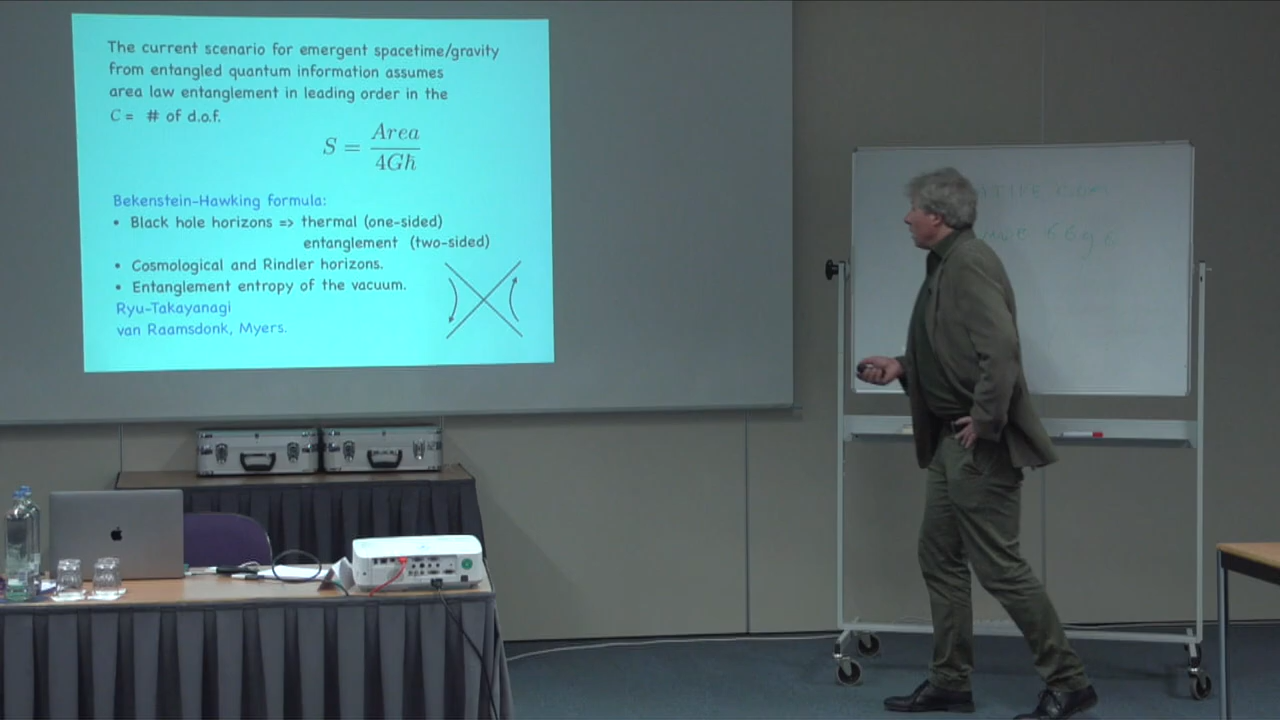 The current scenario for emergent spacetime/gravity
from entangled quantum information assumes
area law entanglement in leading order in the
C = # of d.o.f.
S = Area / 4Għ
Bekenstein-Hawking formula:
• Black hole horizons => thermal (one-sided)
entanglement (two-sided)
• Cosmological and Rindler horizons.
• Entanglement entropy of the vacuum.
Ryu-Takayanagi
van Raamsdonk, Myers.